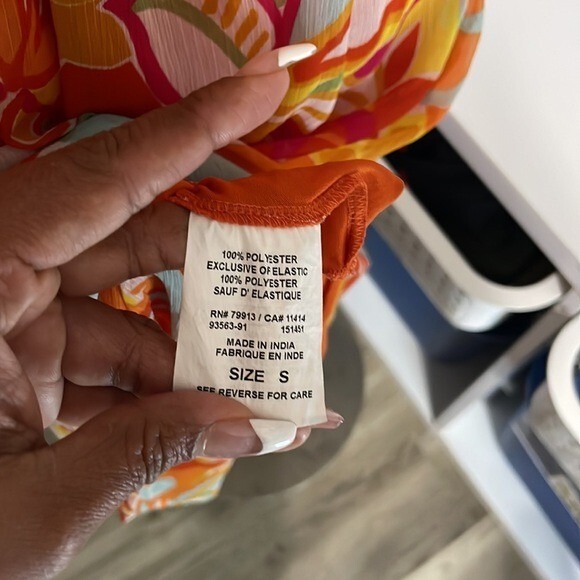 100% POLYESTER
EXCLUSIVE OF ELASTIC
100% POLYESTER
SAUF D' ELASTIQUE
RN# 79913 / CA# 11414
93563-91 151451
MADE IN INDIA
FABRIQUE EN INDE
SIZE S
SEE REVERSE FOR CARE